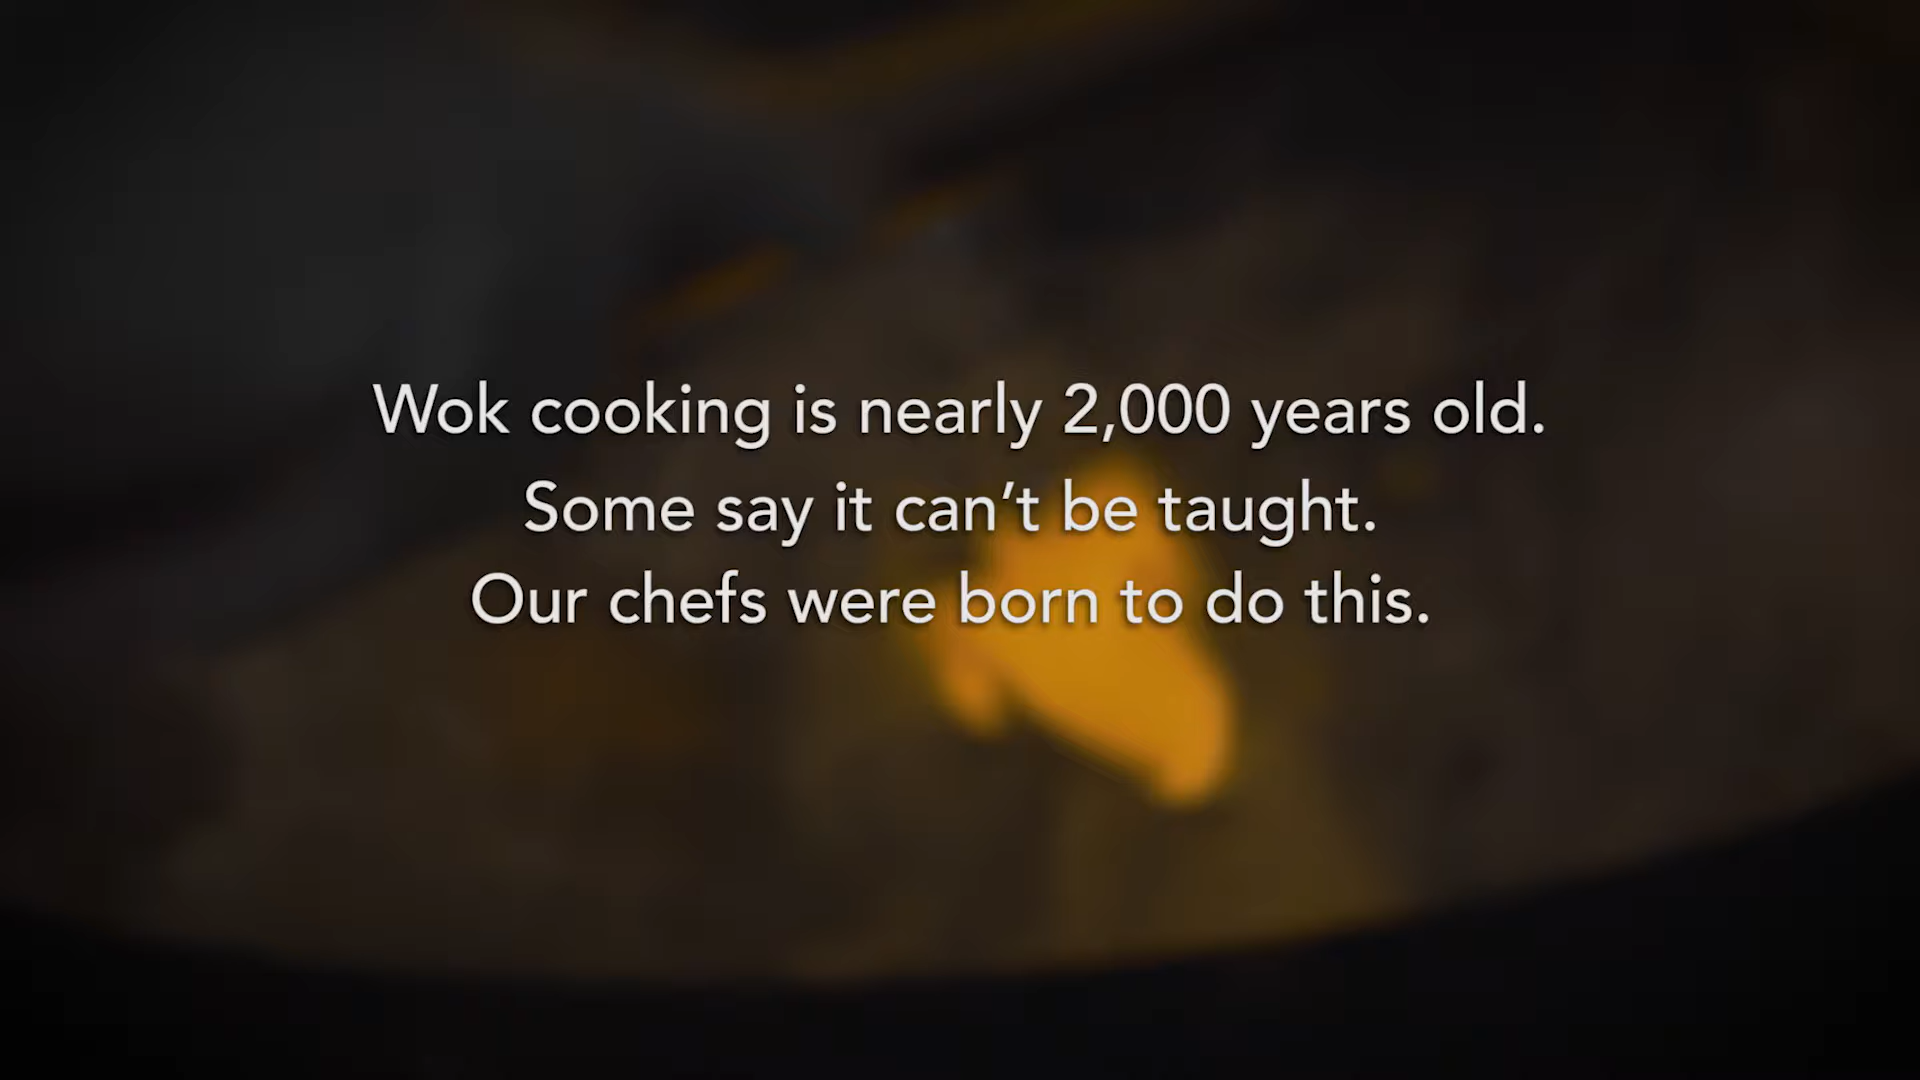 Wok cooking is nearly 2,000 years old.
Some say it can’t be taught.
Our chefs were born to do this.